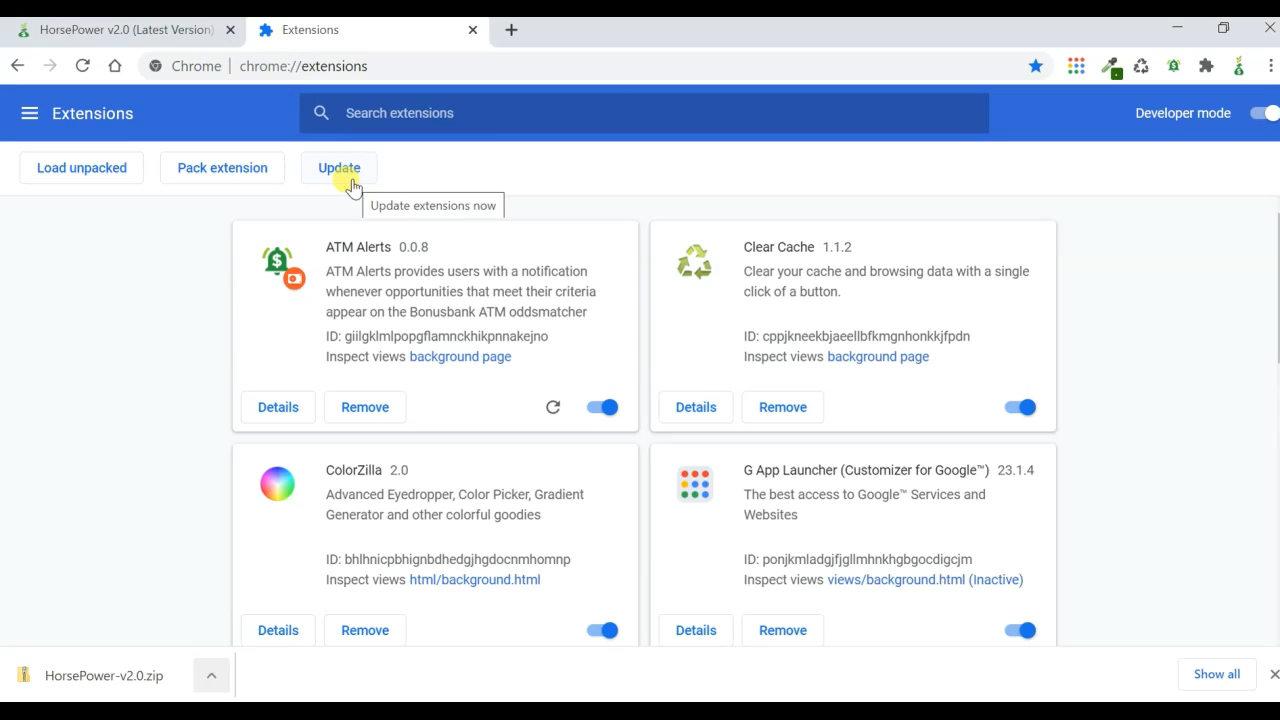 HorsePower v2.0 (Latest Version)
Extensions
Chrome
chrome://extensions
Extensions
Search extensions
Developer mode
Load unpacked
Pack extension
Update
Update extensions now
ATM Alerts 0.0.8
ATM Alerts provides users with a notification
whenever opportunities that meet their criteria
appear on the Bonusbank ATM oddsmatcher
ID: giilgklmlpopgflamnckhikpnnakejno
Inspect views background page
Details
Remove
Clear Cache 1.1.2
Clear your cache and browsing data with a single
click of a button.
ID: cppjkneekbjaeellbfkmgnhonkkjfpdn
Inspect views background page
Details
Remove
ColorZilla 2.0
Advanced Eyedropper, Color Picker, Gradient
Generator and other colorful goodies
ID: bhlhnicpbhignbdhedgjhgdocnmhomnp
Inspect views html/background.html
Details
Remove
G App Launcher (Customizer for Google™) 23.1.4
The best access to Google™ Services and
Websites
ID: ponjkmladgjfjgllmhnkhgbgocdigcjm
Inspect views views/background.html (Inactive)
Details
Remove
HorsePower-v2.0.zip
Show all